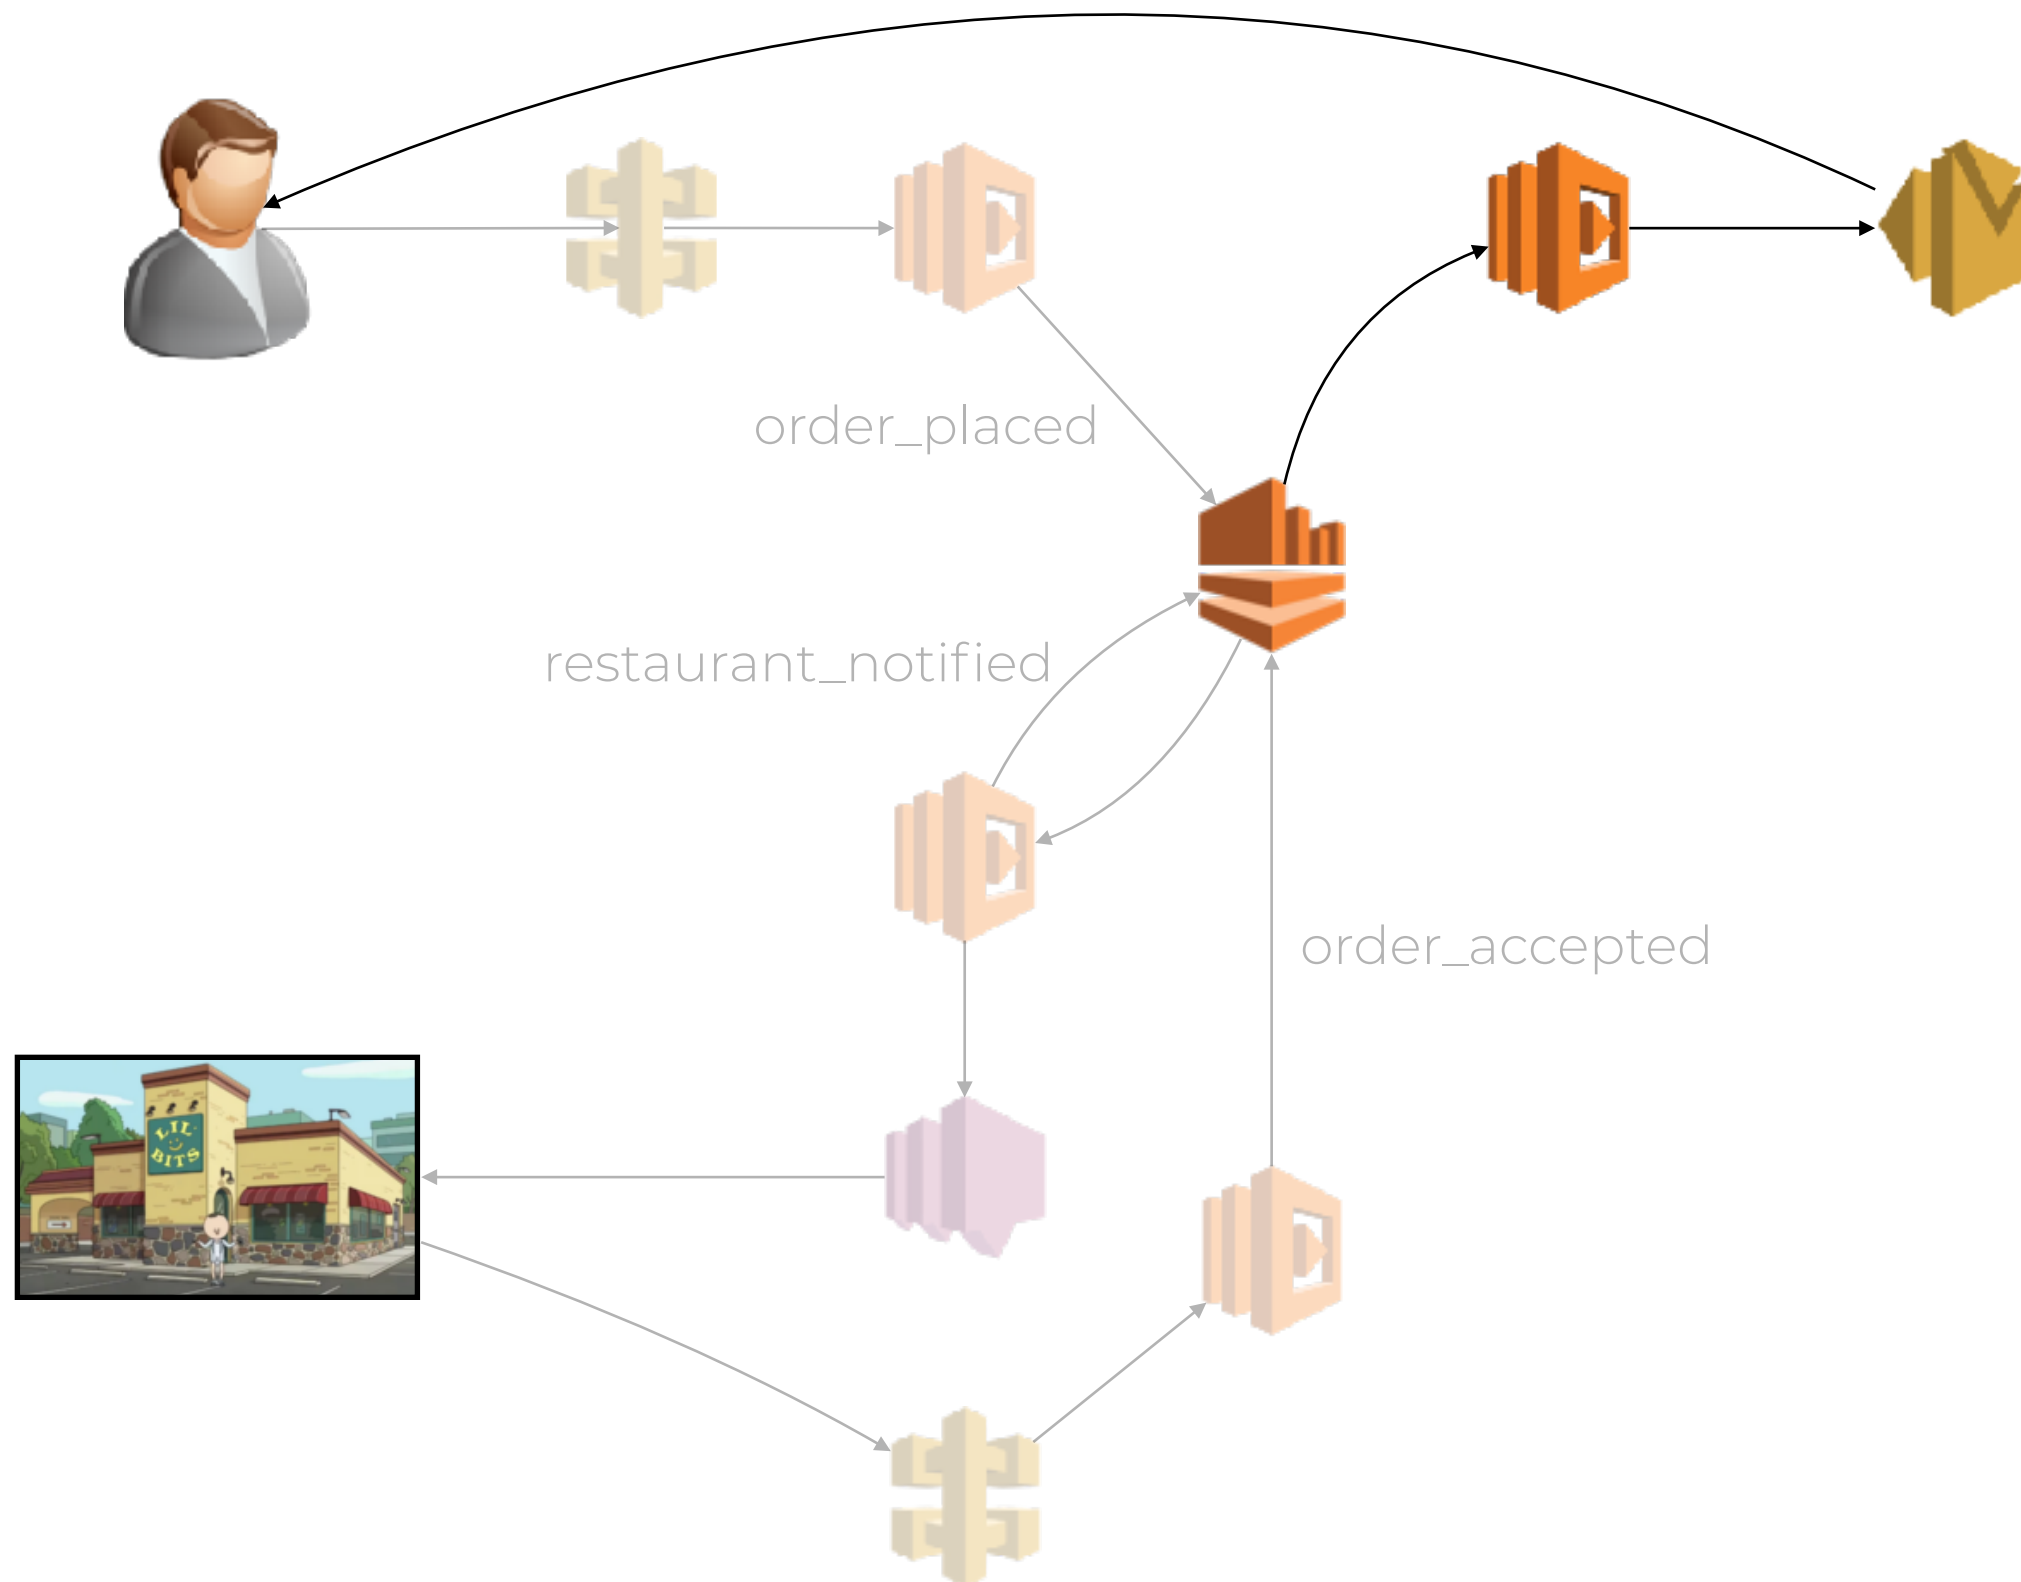 order_placed
restaurant_notified
order_accepted
LIL'
BITS